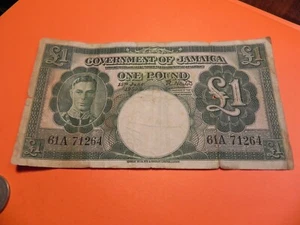 £1 GOVERNMENT OF JAMAICA £1
ONE POUND
£1
61A 71264 61A 71264